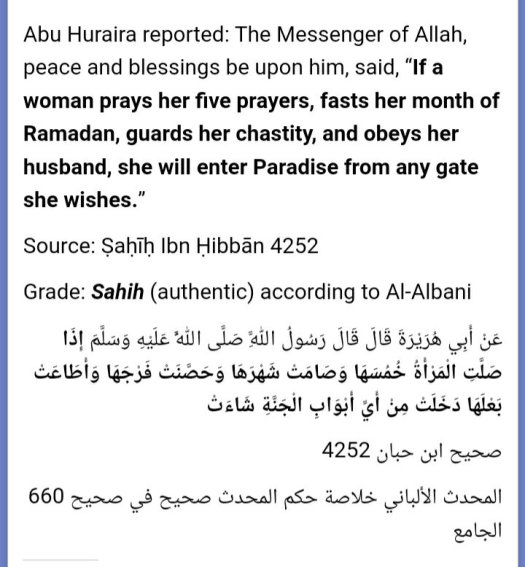 Abu Huraira reported: The Messenger of Allah,
peace and blessings be upon him, said, “If a
woman prays her five prayers, fasts her month of
Ramadan, guards her chastity, and obeys her
husband, she will enter Paradise from any gate
she wishes.”
Source: Ṣaḥīḥ Ibn Ḥibbān 4252
Grade: Sahih (authentic) according to Al-Albani
عَنْ أَبِي هُرَيْرَةَ قَالَ قَالَ رَسُولُ اللَّهِ صَلَّى اللَّهُ عَلَيْهِ وَسَلَّمَ إِذَا
صَلَّتِ الْمَرْأَةُ خَمْسَهَا وَصَامَتْ شَهْرَهَا وَحَصَّنَتْ فَرْجَهَا وَأَطَاعَتْ
بَعْلَهَا دَخَلَتْ مِنْ أَيِّ أَبْوَابِ الْجَنَّةِ شَاءَتْ
صحيح ابن حبان 4252
المحدث الألباني خلاصة حكم المحدث صحيح في صحيح 660
الجامع